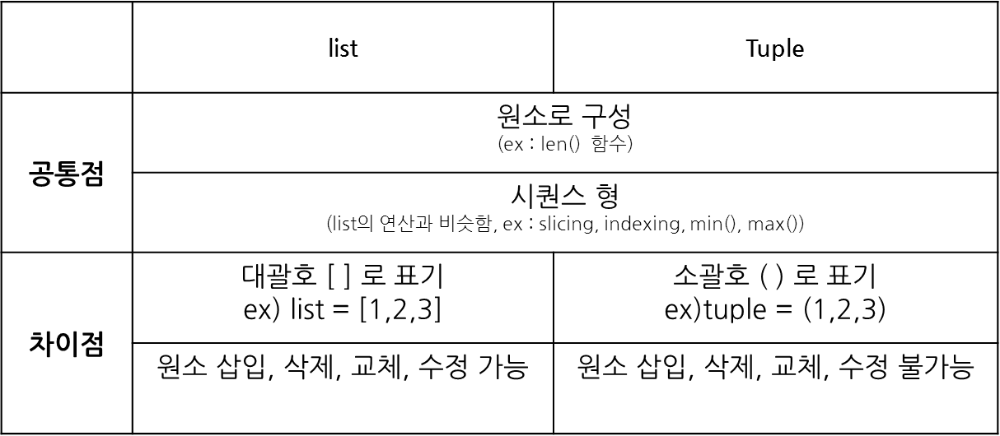 list
Tuple
공통점
원소로 구성
(ex : len() 함수)
시퀀스 형
(list의 연산과 비슷함, ex : slicing, indexing, min(), max())
차이점
대괄호 [ ] 로 표기
ex) list = [1,2,3]
소괄호 ( ) 로 표기
ex)tuple = (1,2,3)
원소 삽입, 삭제, 교체, 수정 가능
원소 삽입, 삭제, 교체, 수정 불가능